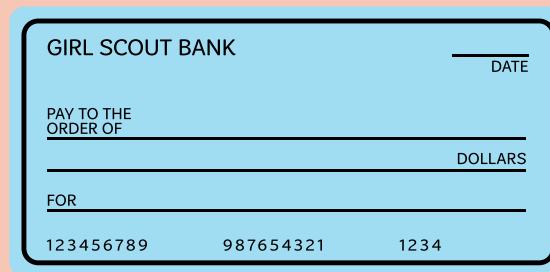 GIRL SCOUT BANK
DATE
PAY TO THE
ORDER OF
DOLLARS
FOR
123456789 987654321 1234